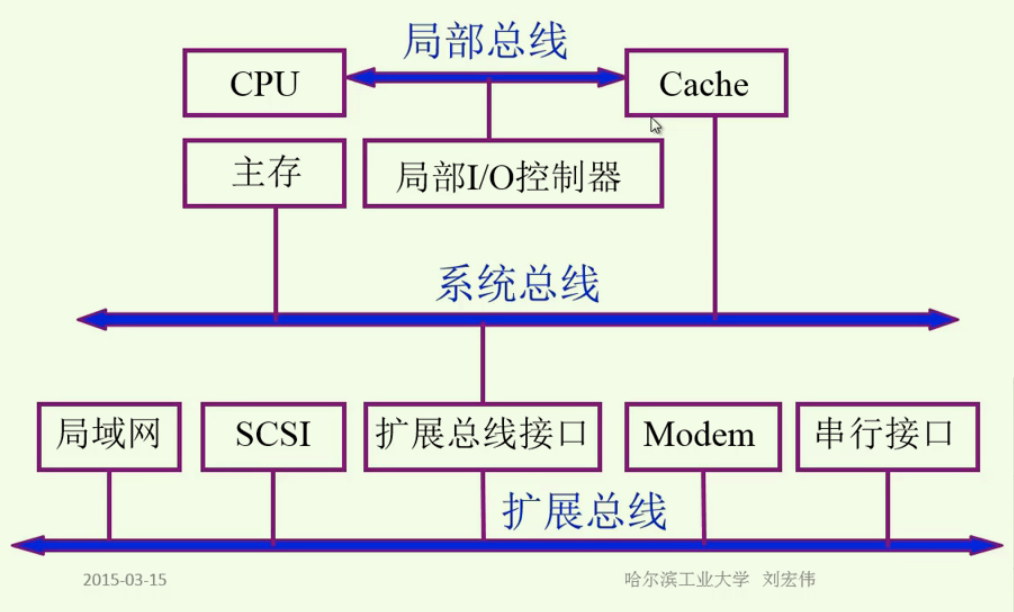 局部总线
CPU
Cache
主存
局部I/O控制器
系统总线
局域网
SCSI
扩展总线接口
Modem
串行接口
扩展总线
2015-03-15
哈尔滨工业大学 刘宏伟